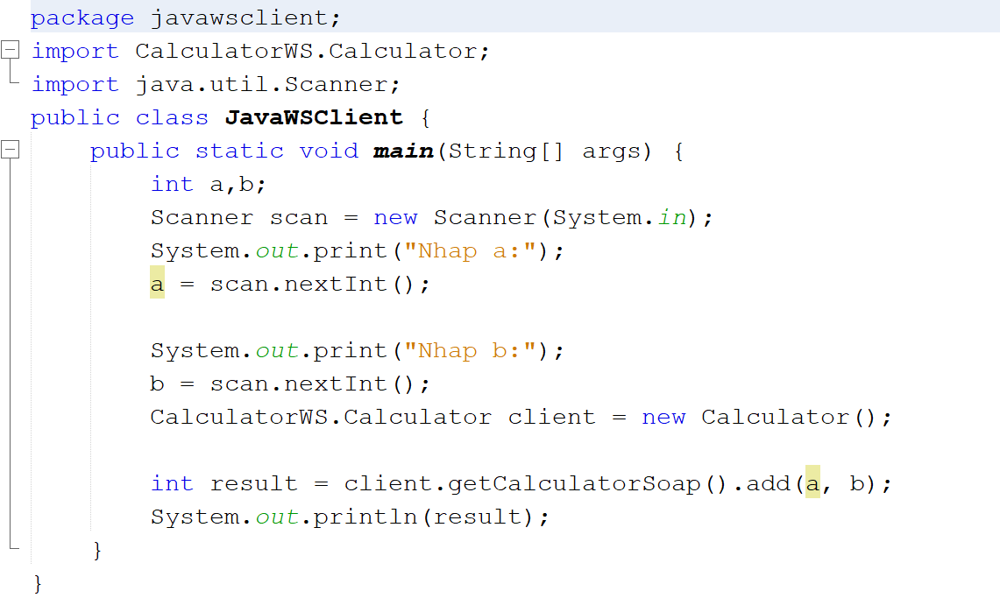 package javawsclient;
import CalculatorWS.Calculator;
import java.util.Scanner;
public class JavaWSClient {
    public static void main(String[] args) {
        int a,b;
        Scanner scan = new Scanner(System.in);
        System.out.print("Nhap a:");
        a = scan.nextInt();

        System.out.print("Nhap b:");
        b = scan.nextInt();
        CalculatorWS.Calculator client = new Calculator();

        int result = client.getCalculatorSoap().add(a, b);
        System.out.println(result);
    }
}